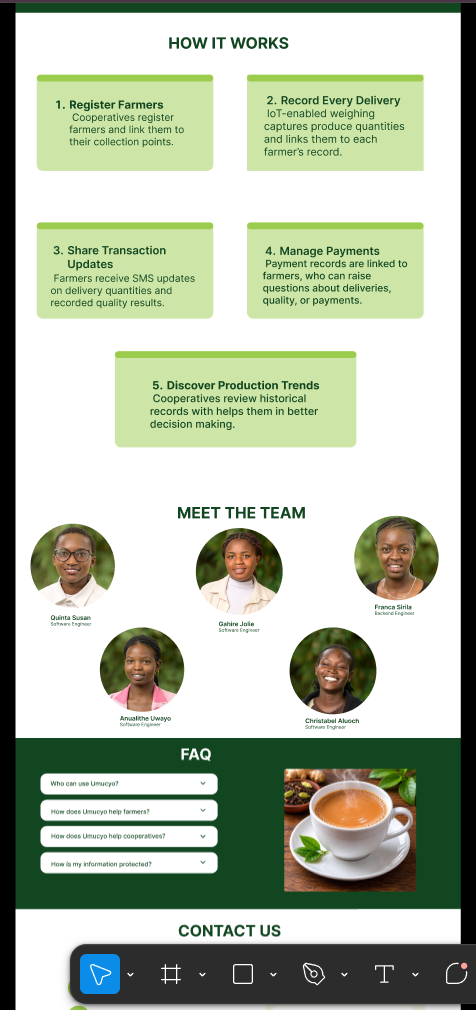 HOW IT WORKS
1. Register Farmers
Cooperatives register
farmers and link them to
their collection points.
2. Record Every Delivery
IoT-enabled weighing
captures produce quantities
and links them to each
farmer's record.
3. Share Transaction
Updates
Farmers receive SMS updates
on delivery quantities and
recorded quality results.
4. Manage Payments
Payment records are linked to
farmers, who can raise
questions about deliveries,
quality, or payments.
5. Discover Production Trends
Cooperatives review historical
records with helps them in better
decision making.
MEET THE TEAM
Quinta Susan
Software Engineer
Gahire Jolie
Software Engineer
Franca Sirila
Backend Engineer
Anualithe Uwayo
Software Engineer
Christabel Aluoch
Software Engineer
FAQ
Who can use Umucyo?
How does Umucyo help farmers?
How does Umucyo help cooperatives?
How is my information protected?
CONTACT US